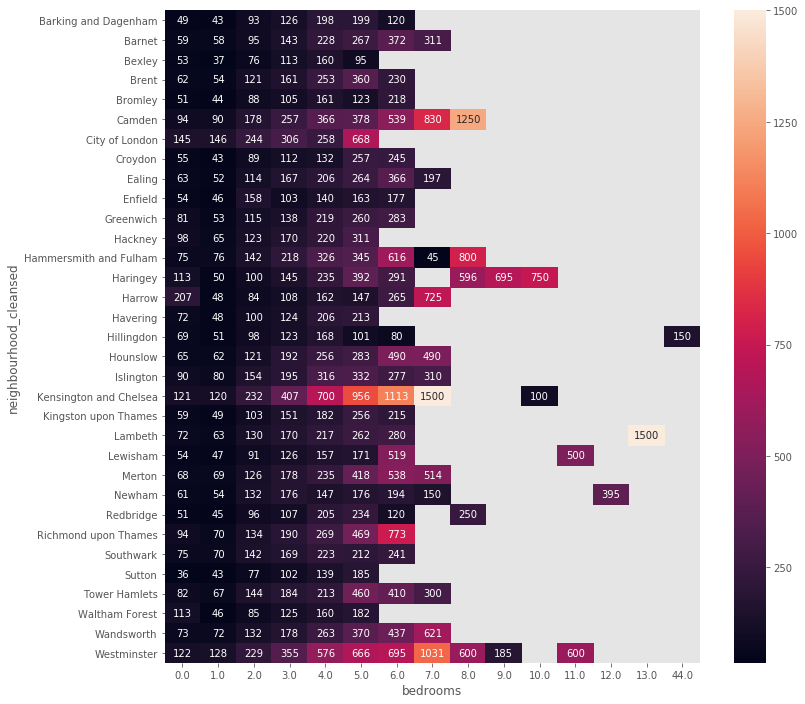 neighbourhood_cleansed
Barking and Dagenham 49 43 93 126 198 199 120
Barnet 59 58 95 143 228 267 372 311
Bexley 53 37 76 113 160 95
Brent 62 54 121 161 253 360 230
Bromley 51 44 88 105 161 123 218
Camden 94 90 178 257 366 378 539 830 1250
City of London 145 146 244 306 258 668
Croydon 55 43 89 112 132 257 245
Ealing 63 52 114 167 206 264 366 197
Enfield 54 46 158 103 140 163 177
Greenwich 81 53 115 138 219 260 283
Hackney 98 65 123 170 220 311
Hammersmith and Fulham 75 76 142 218 326 345 616 45 800
Haringey 113 50 100 145 235 392 291 596 695 750
Harrow 207 48 84 108 162 147 265 725
Havering 72 48 100 124 206 213
Hillingdon 69 51 98 123 168 101 80 150
Hounslow 65 62 121 192 256 283 490 490
Islington 90 80 154 195 316 332 277 310
Kensington and Chelsea 121 120 232 407 700 956 1113 1500 100
Kingston upon Thames 59 49 103 151 182 256 215
Lambeth 72 63 130 170 217 262 280 1500
Lewisham 54 47 91 126 157 171 519 500
Merton 68 69 126 178 235 418 538 514
Newham 61 54 132 176 147 176 194 150 395
Redbridge 51 45 96 107 205 234 120 250
Richmond upon Thames 94 70 134 190 269 469 773
Southwark 75 70 142 169 223 212 241
Sutton 36 43 77 102 139 185
Tower Hamlets 82 67 144 184 213 460 410 300
Waltham Forest 113 46 85 125 160 182
Wandsworth 73 72 132 178 263 370 437 621
Westminster 122 128 229 355 576 666 695 1031 600 185 600
0.0 1.0 2.0 3.0 4.0 5.0 6.0 7.0 8.0 9.0 10.0 11.0 12.0 13.0 44.0
bedrooms
1500
1250
1000
750
500
250